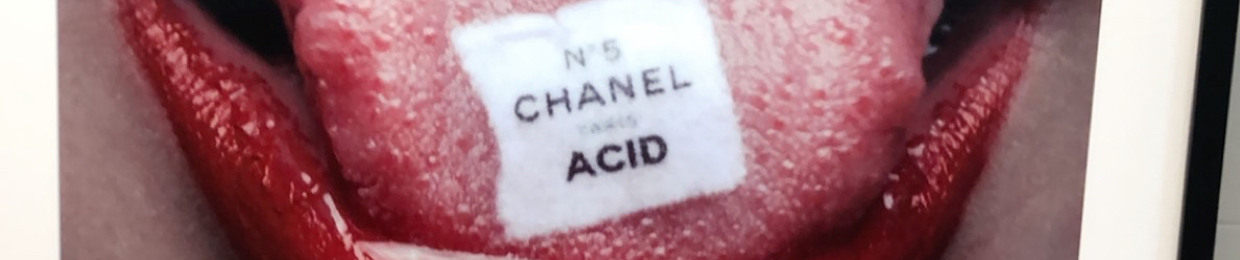 N°5
CHANEL
PARIS
ACID